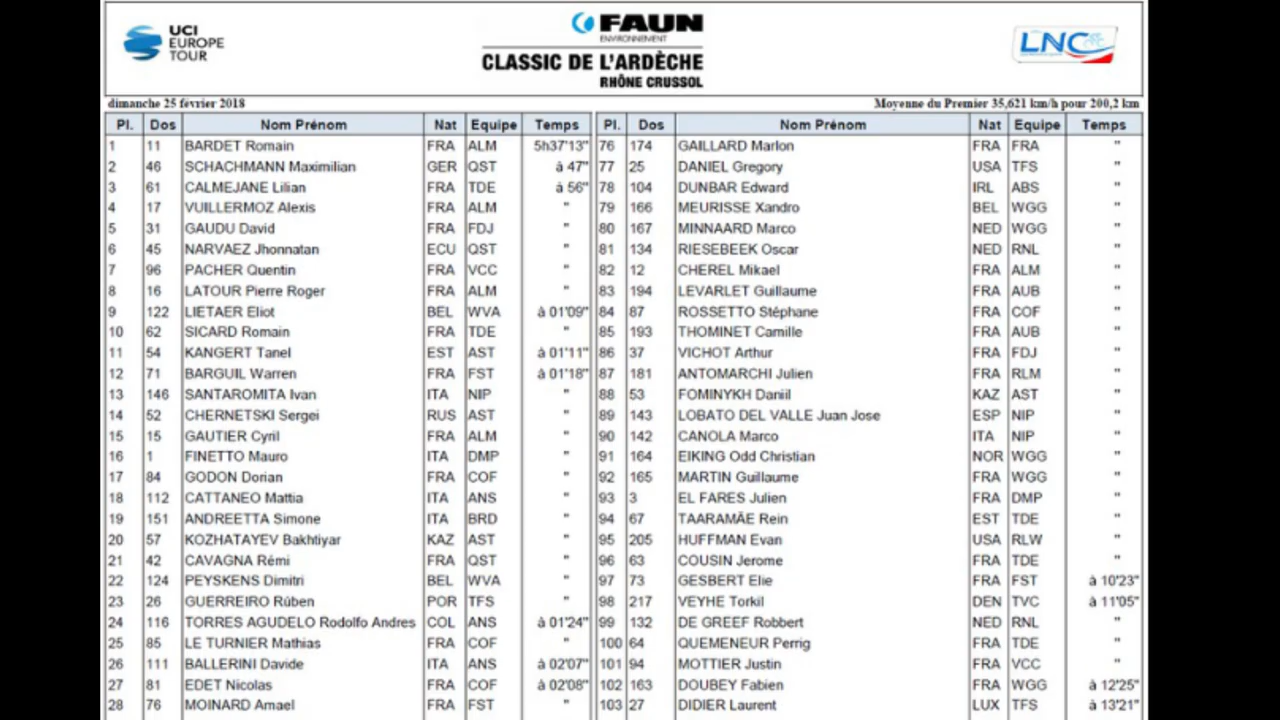 UCI
EUROPE
TOUR
FAUN
ENVIRONNEMENT
CLASSIC DE L'ARDÈCHE
RHÔNE CRUSSOL
LNC
dimanche 25 février 2018 Moyenne du Premier 35,621 km/h pour 200,2 km
Pl. Dos Nom Prénom Nat Equipe Temps Pl. Dos Nom Prénom Nat Equipe Temps
1 11 BARDET Romain FRA ALM 5h37'13" 76 174 GAILLARD Marlon FRA FRA "
2 46 SCHACHMANN Maximilian GER QST à 47" 77 25 DANIEL Gregory USA TFS "
3 61 CALMEJANE Lilian FRA TDE à 56" 78 104 DUNBAR Edward IRL ABS "
4 17 VUILLERMOZ Alexis FRA ALM " 79 166 MEURISSE Xandro BEL WGG "
5 31 GAUDU David FRA FDJ " 80 167 MINNAARD Marco NED WGG "
6 45 NARVAEZ Jhonnatan ECU QST " 81 134 RIESEBEEK Oscar NED RNL "
7 96 PACHER Quentin FRA VCC " 82 12 CHEREL Mikael FRA ALM "
8 16 LATOUR Pierre Roger FRA ALM " 83 194 LEVARLET Guillaume FRA AUB "
9 122 LIETAER Eliot BEL WVA à 01'09" 84 87 ROSSETTO Stéphane FRA COF "
10 62 SICARD Romain FRA TDE " 85 193 THOMINET Camille FRA AUB "
11 54 KANGERT Tanel EST AST à 01'11" 86 37 VICHOT Arthur FRA FDJ "
12 71 BARGUIL Warren FRA FST à 01'18" 87 181 ANTOMARCHI Julien FRA RLM "
13 146 SANTAROMITA Ivan ITA NIP " 88 53 FOMINYKH Daniil KAZ AST "
14 52 CHERNETSKI Sergei RUS AST " 89 143 LOBATO DEL VALLE Juan Jose ESP NIP "
15 15 GAUTIER Cyril FRA ALM " 90 142 CANOLA Marco ITA NIP "
16 1 FINETTO Mauro ITA DMP " 91 164 EIKING Odd Christian NOR WGG "
17 84 GODON Dorian FRA COF " 92 165 MARTIN Guillaume FRA WGG "
18 112 CATTANEO Mattia ITA ANS " 93 3 EL FARES Julien FRA DMP "
19 151 ANDREETTA Simone ITA BRD " 94 67 TAARAMÄE Rein EST TDE "
20 57 KOZHATAYEV Bakhtiyar KAZ AST " 95 205 HUFFMAN Evan USA RLW "
21 42 CAVAGNA Rémi FRA QST " 96 63 COUSIN Jerome FRA TDE "
22 124 PEYSKENS Dimitri BEL WVA " 97 73 GESBERT Elie FRA FST à 10'23"
23 26 GUERREIRO Rúben POR TFS " 98 217 VEYHE Torkil DEN TVC à 11'05"
24 116 TORRES AGUDELO Rodolfo Andres COL ANS à 01'24" 99 132 DE GREEF Robbert NED RNL "
25 85 LE TURNIER Mathias FRA COF " 100 64 QUEMENEUR Perrig FRA TDE "
26 111 BALLERINI Davide ITA ANS à 02'07" 101 94 MOTTIER Justin FRA VCC "
27 81 EDET Nicolas FRA COF à 02'08" 102 163 DOUBEY Fabien FRA WGG à 12'25"
28 76 MOINARD Amael FRA FST " 103 27 DIDIER Laurent LUX TFS à 13'21"